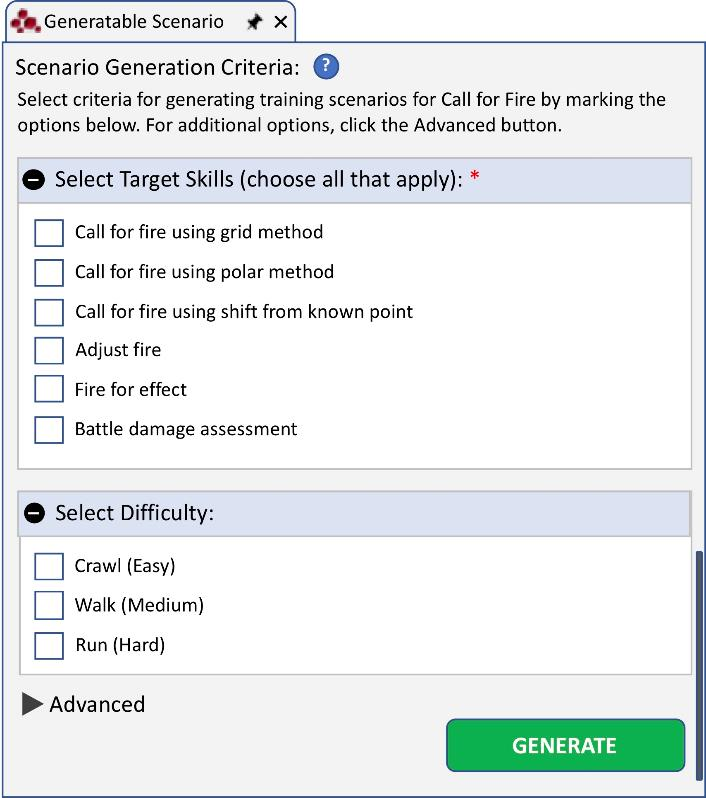 Generatable Scenario
Scenario Generation Criteria: ?
Select criteria for generating training scenarios for Call for Fire by marking the
options below. For additional options, click the Advanced button.
Select Target Skills (choose all that apply): *
Call for fire using grid method
Call for fire using polar method
Call for fire using shift from known point
Adjust fire
Fire for effect
Battle damage assessment
Select Difficulty:
Crawl (Easy)
Walk (Medium)
Run (Hard)
Advanced
GENERATE